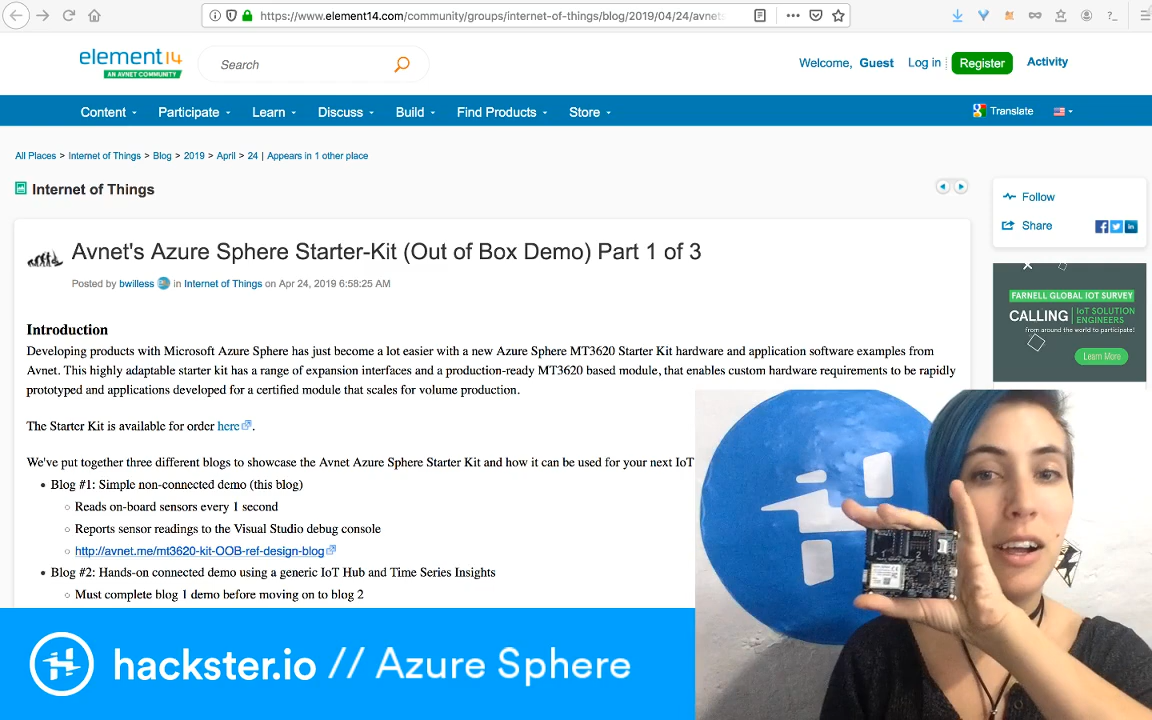 https://www.element14.com/community/groups/internet-of-things/blog/2019/04/24/avnets
element14
AN AVNET COMMUNITY
Search
Welcome, Guest Log in Register Activity
Content Participate Learn Discuss Build Find Products Store Translate
All Places > Internet of Things > Blog > 2019 > April > 24 | Appears in 1 other place
Internet of Things
Follow
Share
Avnet's Azure Sphere Starter-Kit (Out of Box Demo) Part 1 of 3
Posted by bwilless in Internet of Things on Apr 24, 2019 6:58:25 AM
FARNELL GLOBAL IOT SURVEY
CALLING IoT SOLUTION ENGINEERS
from around the world to participate!
Learn More
Introduction
Developing products with Microsoft Azure Sphere has just become a lot easier with a new Azure Sphere MT3620 Starter Kit hardware and application software examples from
Avnet. This highly adaptable starter kit has a range of expansion interfaces and a production-ready MT3620 based module, that enables custom hardware requirements to be rapidly
prototyped and applications developed for a certified module that scales for volume production.
The Starter Kit is available for order here.
We've put together three different blogs to showcase the Avnet Azure Sphere Starter Kit and how it can be used for your next IoT
• Blog #1: Simple non-connected demo (this blog)
○ Reads on-board sensors every 1 second
○ Reports sensor readings to the Visual Studio debug console
○ http://avnet.me/mt3620-kit-OOB-ref-design-blog
• Blog #2: Hands-on connected demo using a generic IoT Hub and Time Series Insights
○ Must complete blog 1 demo before moving on to blog 2
hackster.io // Azure Sphere